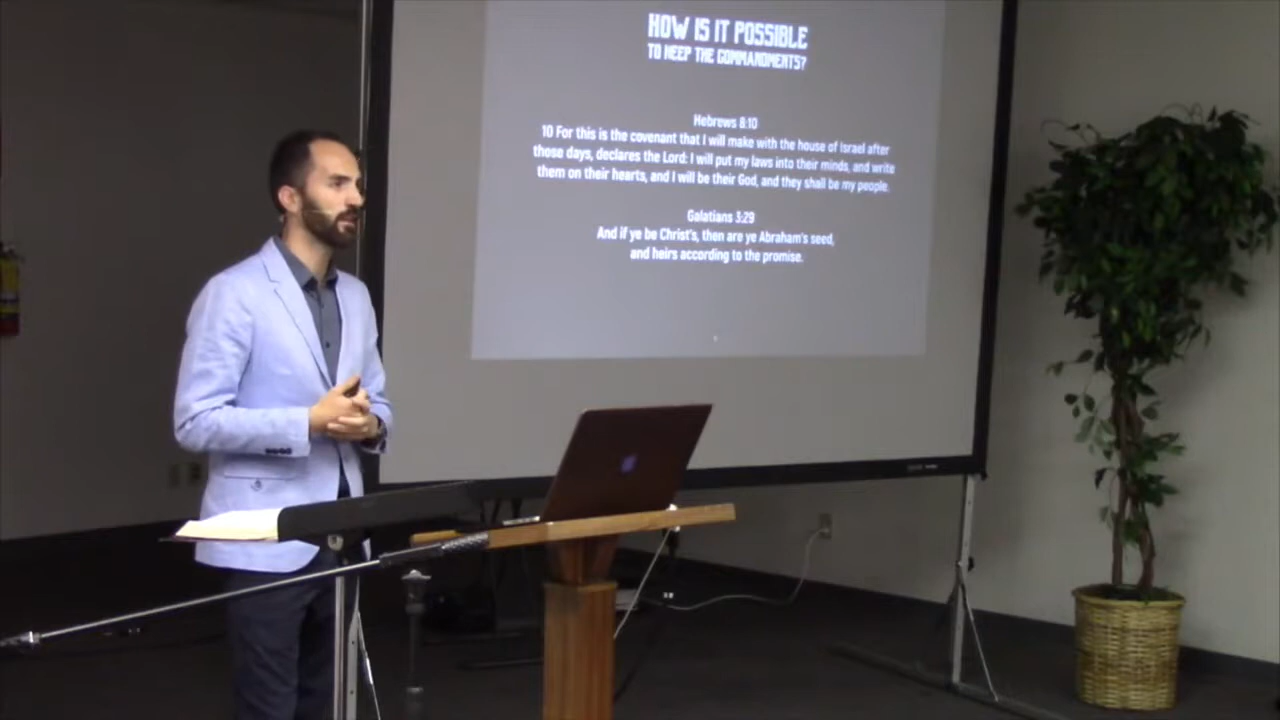 HOW IS IT POSSIBLE
TO KEEP THE COMMANDMENTS?
Hebrews 8:10
10 For this is the covenant that I will make with the house of Israel after
those days, declares the Lord: I will put my laws into their minds, and write
them on their hearts, and I will be their God, and they shall be my people.
Galatians 3:29
And if ye be Christ's, then are ye Abraham's seed,
and heirs according to the promise.